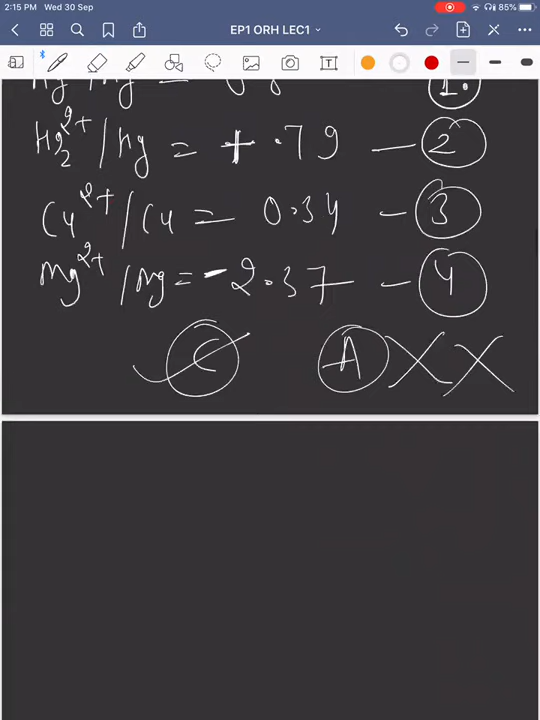 2:15 PM Wed 30 Sep 85%
EP1 ORH LEC1
1.
Hg₂²⁺/Hg = + .79 — 2
Cu²⁺/Cu = 0.34 – 3
Mg²⁺/Mg = -2.37 – 4
C A X X